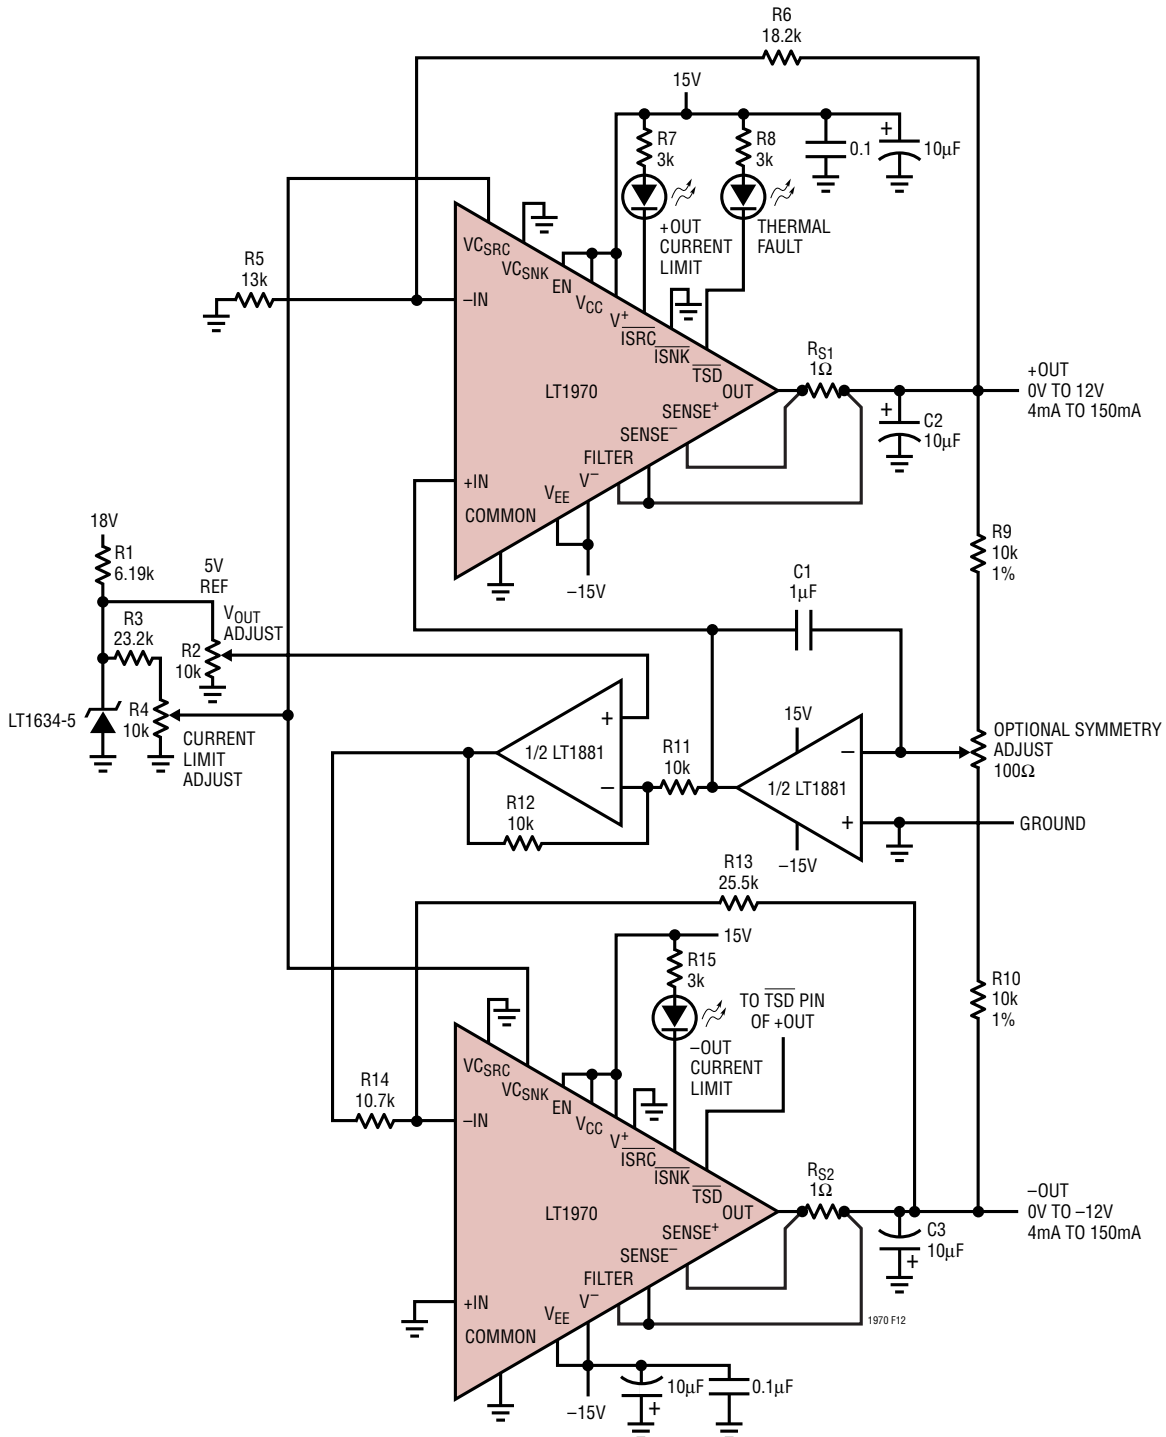 R6
18.2k
15V
R7
3k
R8
3k
0.1
+
10µF
+OUT
CURRENT
LIMIT
THERMAL
FAULT
VCSRC
VCSNK
EN
VCC
V+
ISRC
ISNK
TSD
OUT
R5
13k
–IN
LT1970
RS1
1Ω
+OUT
0V TO 12V
4mA TO 150mA
SENSE+
SENSE–
FILTER
V–
VEE
+IN
COMMON
+
C2
10µF
–15V
18V
R1
6.19k
5V
REF
VOUT
ADJUST
R3
23.2k
R2
10k
LT1634-5
R4
10k
CURRENT
LIMIT
ADJUST
C1
1µF
R9
10k
1%
+
1/2 LT1881
–
R11
10k
R12
10k
15V
–
1/2 LT1881
+
–15V
OPTIONAL SYMMETRY
ADJUST
100Ω
GROUND
R13
25.5k
15V
R15
3k
TO TSD PIN
OF +OUT
–OUT
CURRENT
LIMIT
R10
10k
1%
VCSRC
VCSNK
EN
VCC
V+
ISRC
ISNK
TSD
OUT
R14
10.7k
–IN
LT1970
RS2
1Ω
–OUT
0V TO –12V
4mA TO 150mA
SENSE+
SENSE–
FILTER
V–
VEE
+IN
COMMON
C3
10µF
+
1970 F12
–15V
10µF
+
0.1µF